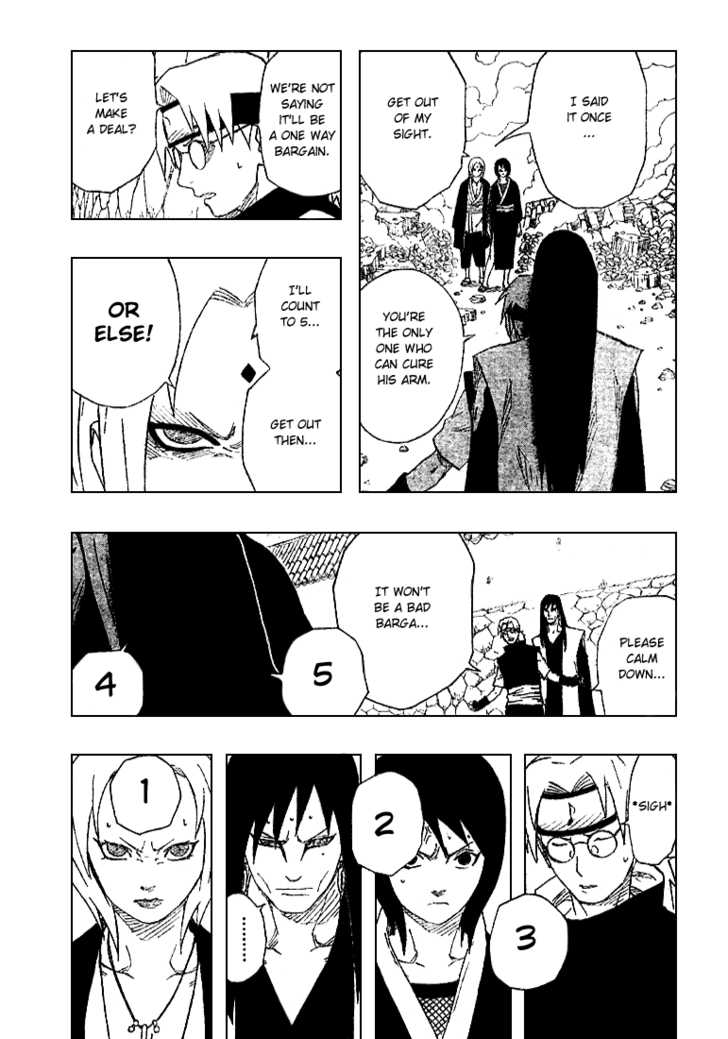 I SAID
IT ONCE
...
GET OUT
OF MY
SIGHT.
YOU'RE
THE ONLY
ONE WHO
CAN CURE
HIS ARM.
WE'RE NOT
SAYING
IT'LL BE
A ONE WAY
BARGAIN.
LET'S
MAKE
A DEAL?
I'LL
COUNT
TO 5...
GET OUT
THEN...
OR
ELSE!
PLEASE
CALM
DOWN...
IT WON'T
BE A BAD
BARGA...
5
4
*SIGH*
3
2
.........
1